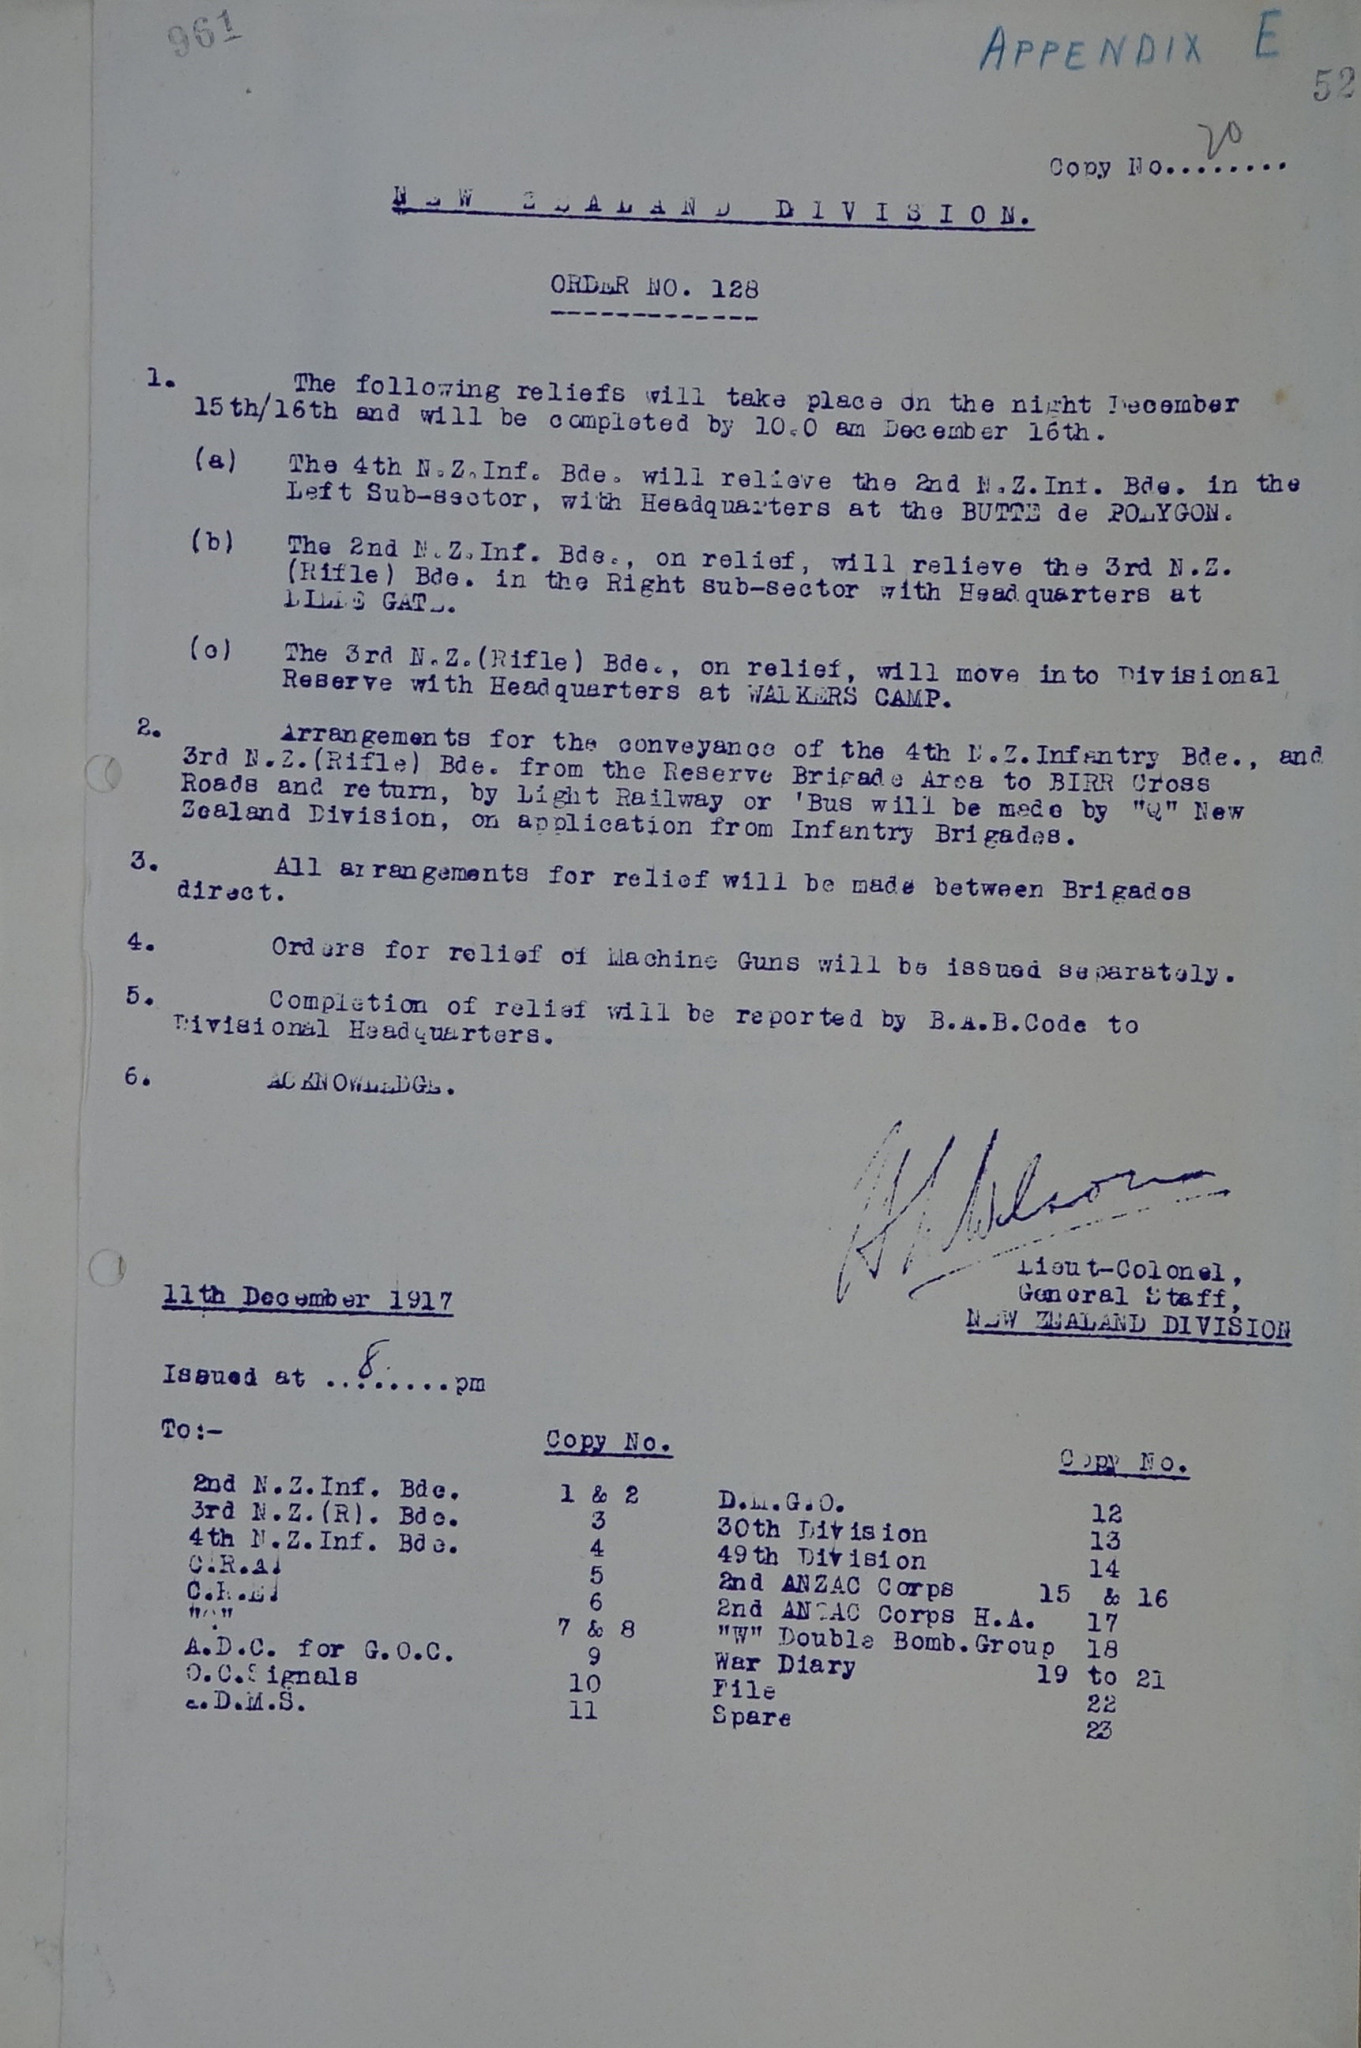 961
APPENDIX E
52
Copy No........ 20
NEW ZEALAND DIVISION.
ORDER NO. 128
1. The following reliefs will take place on the night December
15th/16th and will be completed by 10.0 am December 16th.
(a) The 4th N.Z.Inf. Bde. will relieve the 2nd N.Z.Inf. Bde. in the
Left Sub-sector, with Headquarters at the BUTTE de POLYGON.
(b) The 2nd N.Z.Inf. Bde., on relief, will relieve the 3rd N.Z.
(Rifle) Bde. in the Right sub-sector with Headquarters at
LILLE GATE.
(c) The 3rd N.Z.(Rifle) Bde., on relief, will move into Divisional
Reserve with Headquarters at WALKERS CAMP.
2. Arrangements for the conveyance of the 4th N.Z.Infantry Bde., and
3rd N.Z.(Rifle) Bde. from the Reserve Brigade Area to BIRR Cross
Roads and return, by Light Railway or 'Bus will be made by "Q" New
Zealand Division, on application from Infantry Brigades.
3. All arrangements for relief will be made between Brigades
direct.
4. Orders for relief of Machine Guns will be issued separately.
5. Completion of relief will be reported by B.A.B.Code to
Divisional Headquarters.
6. ACKNOWLEDGE.
Lieut-Colonel,
General Staff,
NEW ZEALAND DIVISION
11th December 1917
Issued at ..8......pm
To:-
Copy No. Copy No.
2nd N.Z.Inf. Bde. 1 & 2 D.M.G.O. 12
3rd N.Z.(R). Bde. 3 30th Division 13
4th N.Z.Inf. Bde. 4 49th Division 14
C.R.A. 5 2nd ANZAC Corps 15 & 16
C.R.E. 6 2nd ANZAC Corps H.A. 17
7 & 8 "W" Double Bomb.Group 18
A.D.C. for G.O.C. 9 War Diary 19 to 21
O.C.Signals 10 File 22
A.D.M.S. 11 Spare 23